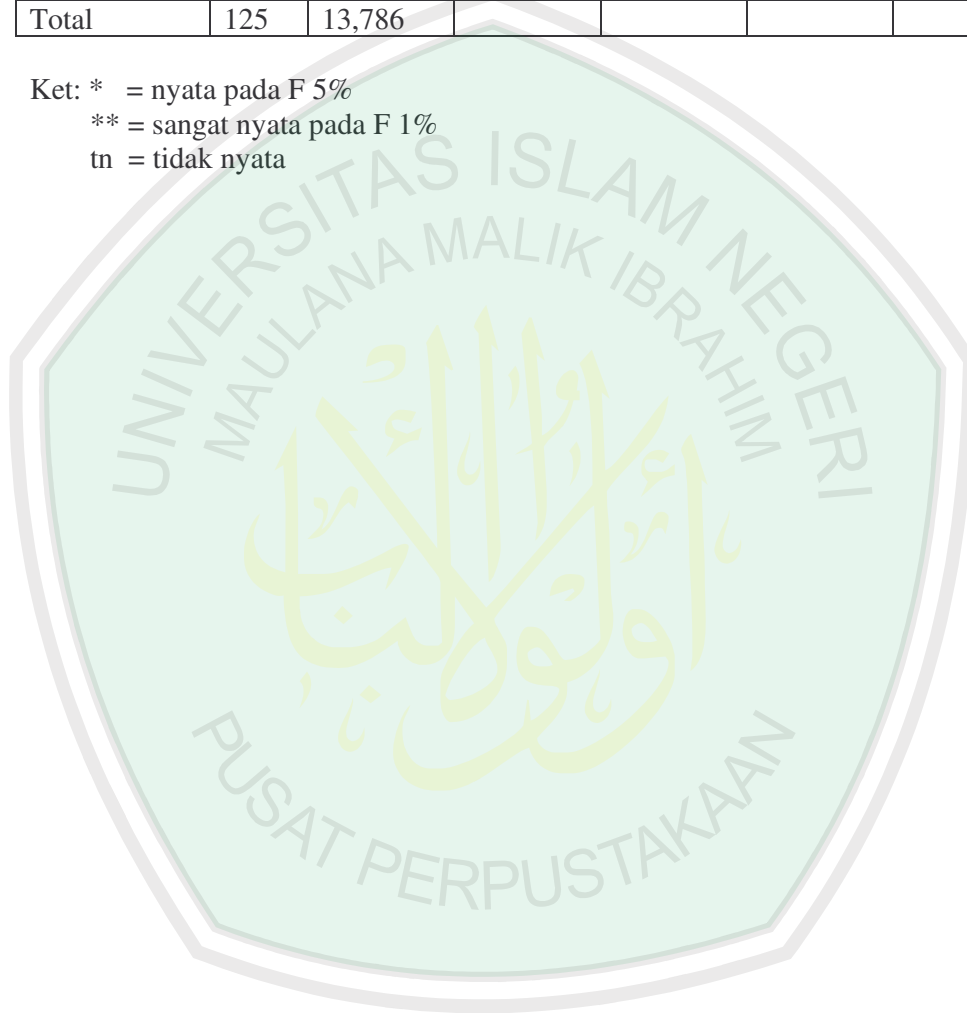 Total 125 13,786
Ket: * = nyata pada F 5%
** = sangat nyata pada F 1%
tn = tidak nyata
UNIVERSITAS ISLAM NEGERI
MAULANA MALIK IBRAHIM
PUSAT PERPUSTAKAAN